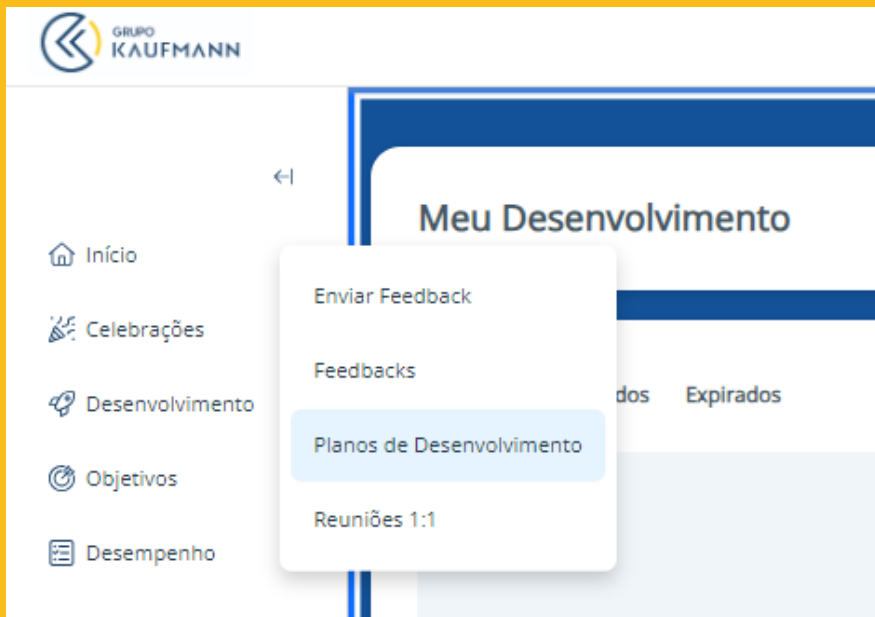 GRUPO
KAUFMANN
Meu Desenvolvimento
Início
Celebrações
Desenvolvimento
Objetivos
Desempenho
Enviar Feedback
Feedbacks
Planos de Desenvolvimento
Reuniões 1:1
dos
Expirados